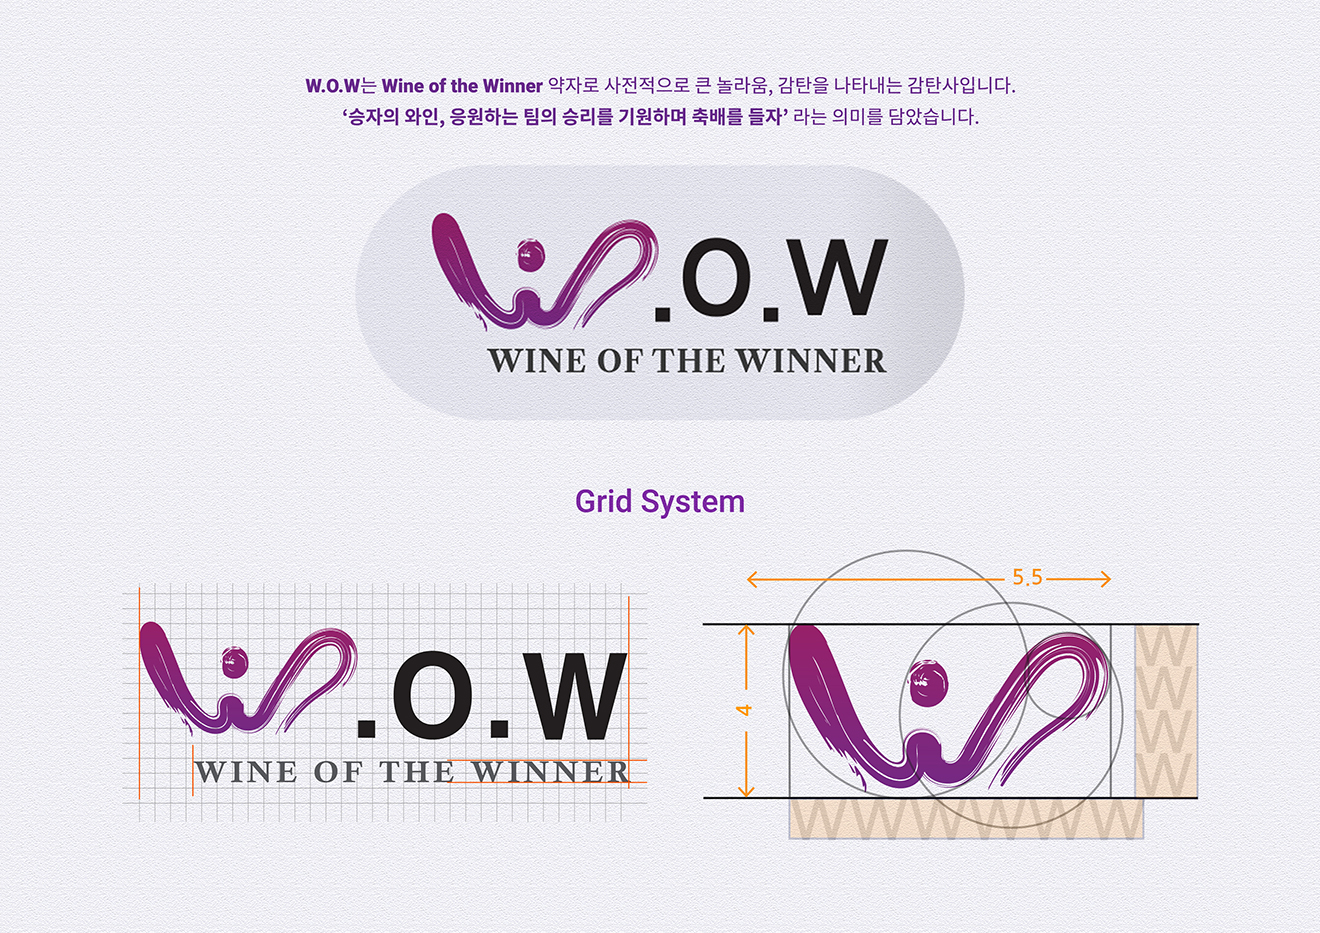 W.O.W는 Wine of the Winner 약자로 사전적으로 큰 놀라움, 감탄을 나타내는 감탄사입니다.
‘승자의 와인, 응원하는 팀의 승리를 기원하며 축배를 들자’ 라는 의미를 담았습니다.
W.O.W
WINE OF THE WINNER
Grid System
W.O.W
WINE OF THE WINNER
5.5
4
W
W
W
W
W
WWWWWWWW